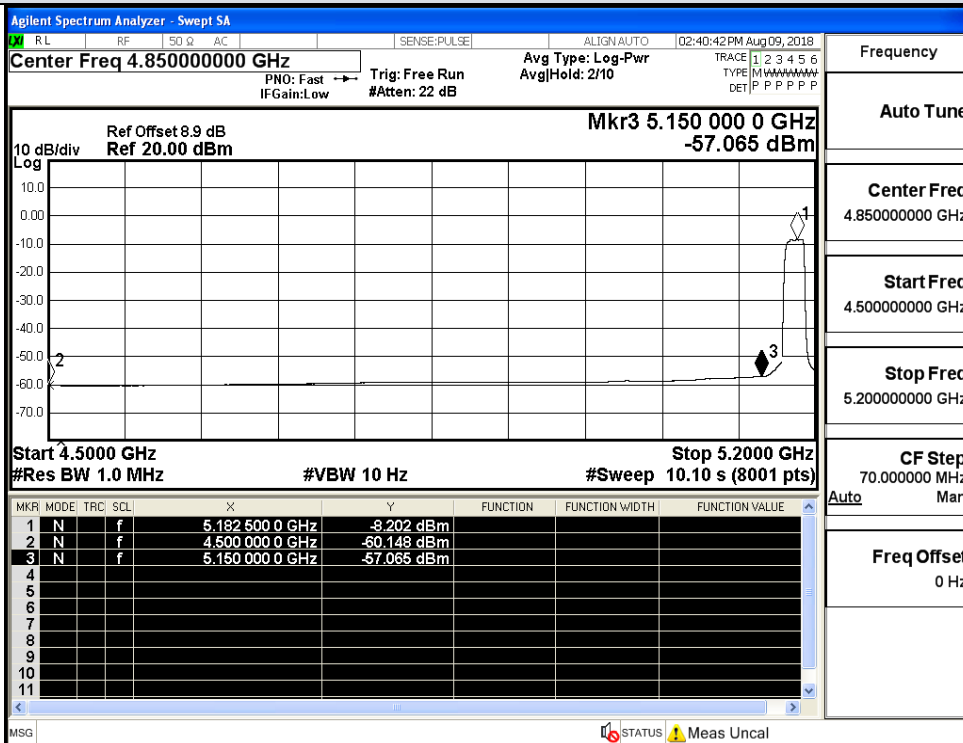 Agilent Spectrum Analyzer - Swept SA
LXI RL RF 50 Ω AC SENSE:PULSE ALIGN AUTO 02:40:42 PM Aug 09, 2018
Center Freq 4.850000000 GHz
PNO: Fast
IFGain:Low
Trig: Free Run
#Atten: 22 dB
Avg Type: Log-Pwr
Avg|Hold: 2/10
TRACE 1 2 3 4 5 6
TYPE M
DET P P P P P P
Ref Offset 8.9 dB
10 dB/div Ref 20.00 dBm
Log
Mkr3 5.150 000 0 GHz
-57.065 dBm
10.0
0.00
-10.0
-20.0
-30.0
-40.0
-50.0
-60.0
-70.0
1
2
3
Start 4.5000 GHz Stop 5.2000 GHz
#Res BW 1.0 MHz #VBW 10 Hz #Sweep 10.10 s (8001 pts)
MKR MODE TRC SCL X Y FUNCTION FUNCTION WIDTH FUNCTION VALUE
1 N f 5.182 500 0 GHz -8.202 dBm
2 N f 4.500 000 0 GHz -60.148 dBm
3 N f 5.150 000 0 GHz -57.065 dBm
4
5
6
7
8
9
10
11
MSG STATUS Meas Uncal
Frequency
Auto Tune
Center Freq
4.850000000 GHz
Start Freq
4.500000000 GHz
Stop Freq
5.200000000 GHz
CF Step
70.000000 MHz
Auto Man
Freq Offset
0 Hz